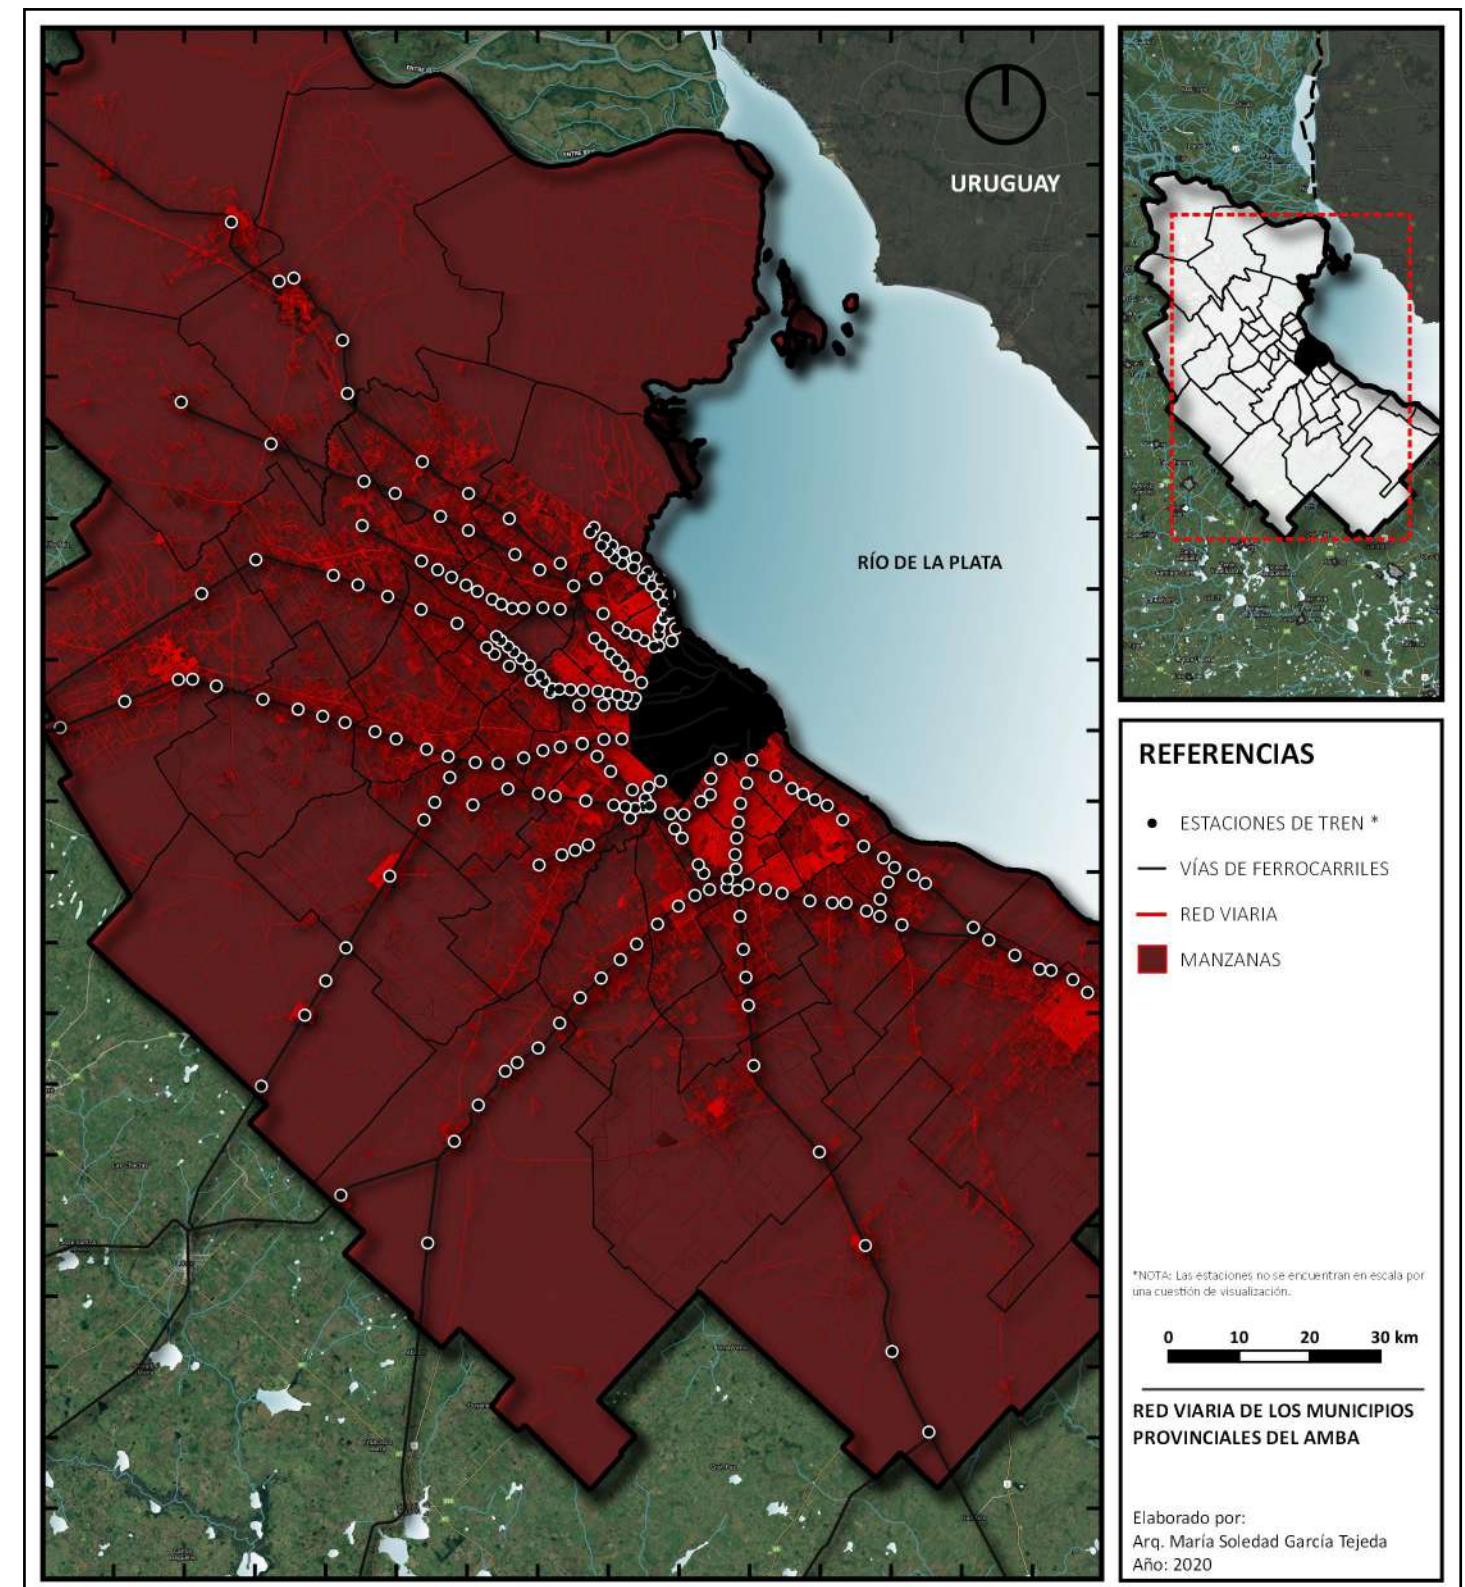 ENTRE RÍOS
URUGUAY
RÍO DE LA PLATA
REFERENCIAS
ESTACIONES DE TREN *
VÍAS DE FERROCARRILES
RED VIARIA
MANZANAS
*NOTA: Las estaciones no se encuentran en escala por
una cuestión de visualización.
0 10 20 30 km
RED VIARIA DE LOS MUNICIPIOS
PROVINCIALES DEL AMBA
Elaborado por:
Arq. María Soledad García Tejeda
Año: 2020